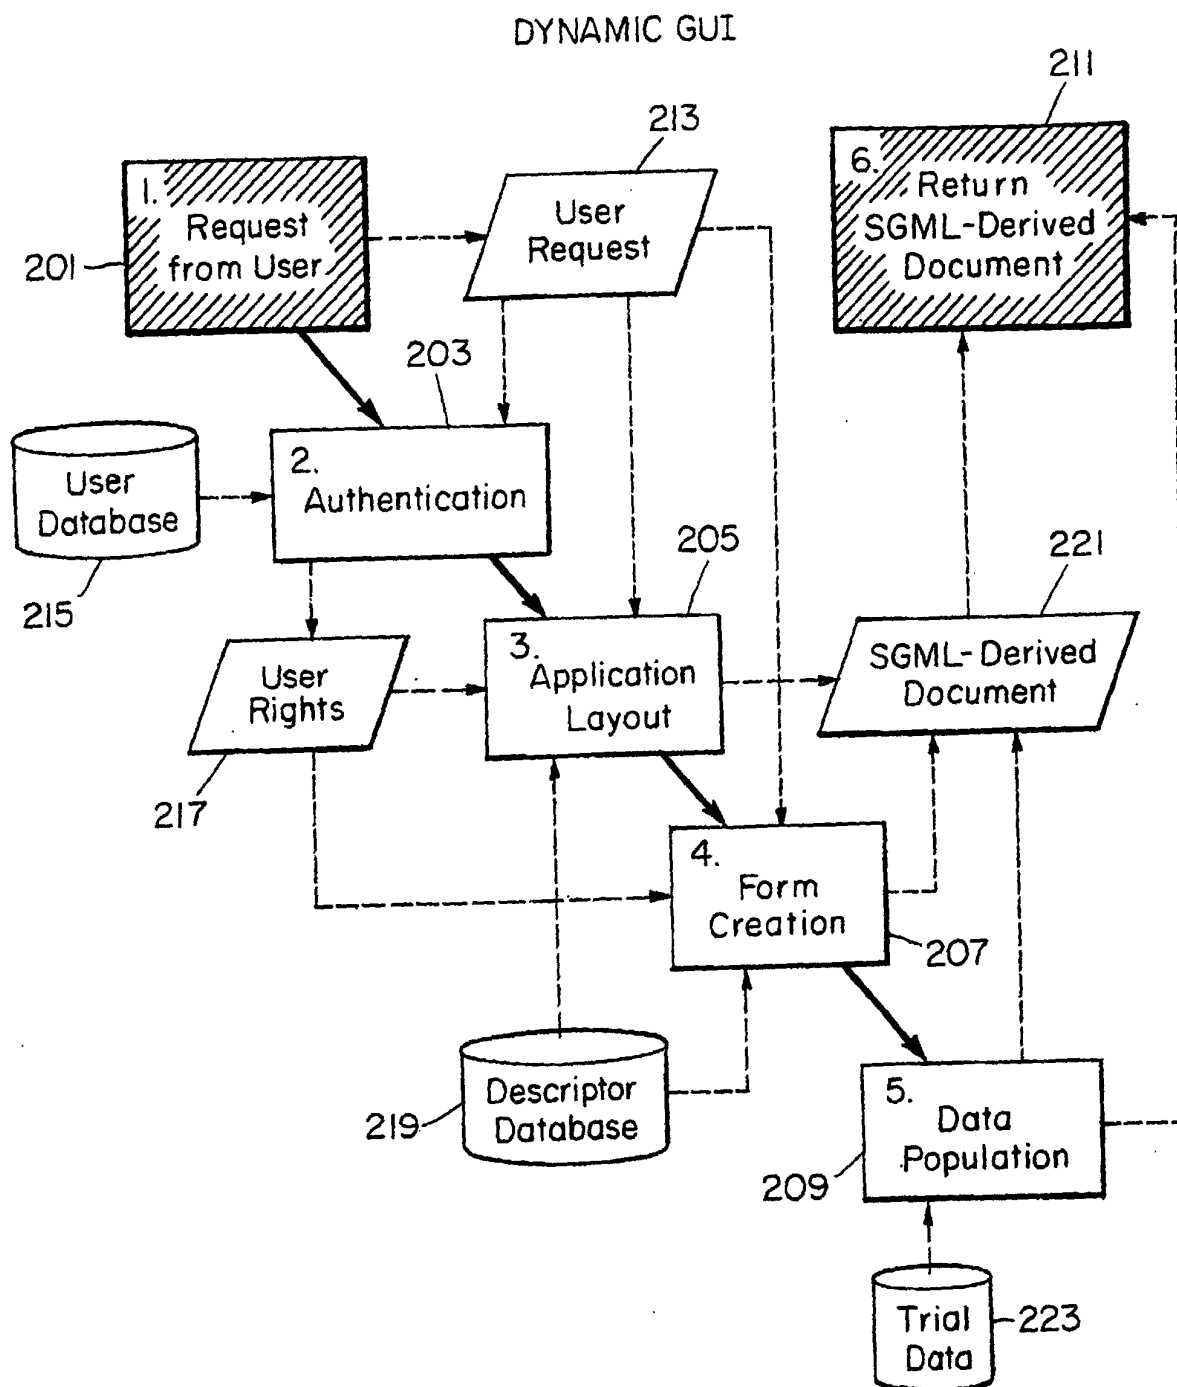 DYNAMIC GUI
211
213
1.
Request
from User
201
User
Request
6.
Return
SGML-Derived
Document
203
User
Database
215
2.
Authentication
205
221
User
Rights
217
3.
Application
Layout
SGML-Derived
Document
4.
Form
Creation
207
Descriptor
Database
219
5.
Data
Population
209
Trial
Data
223